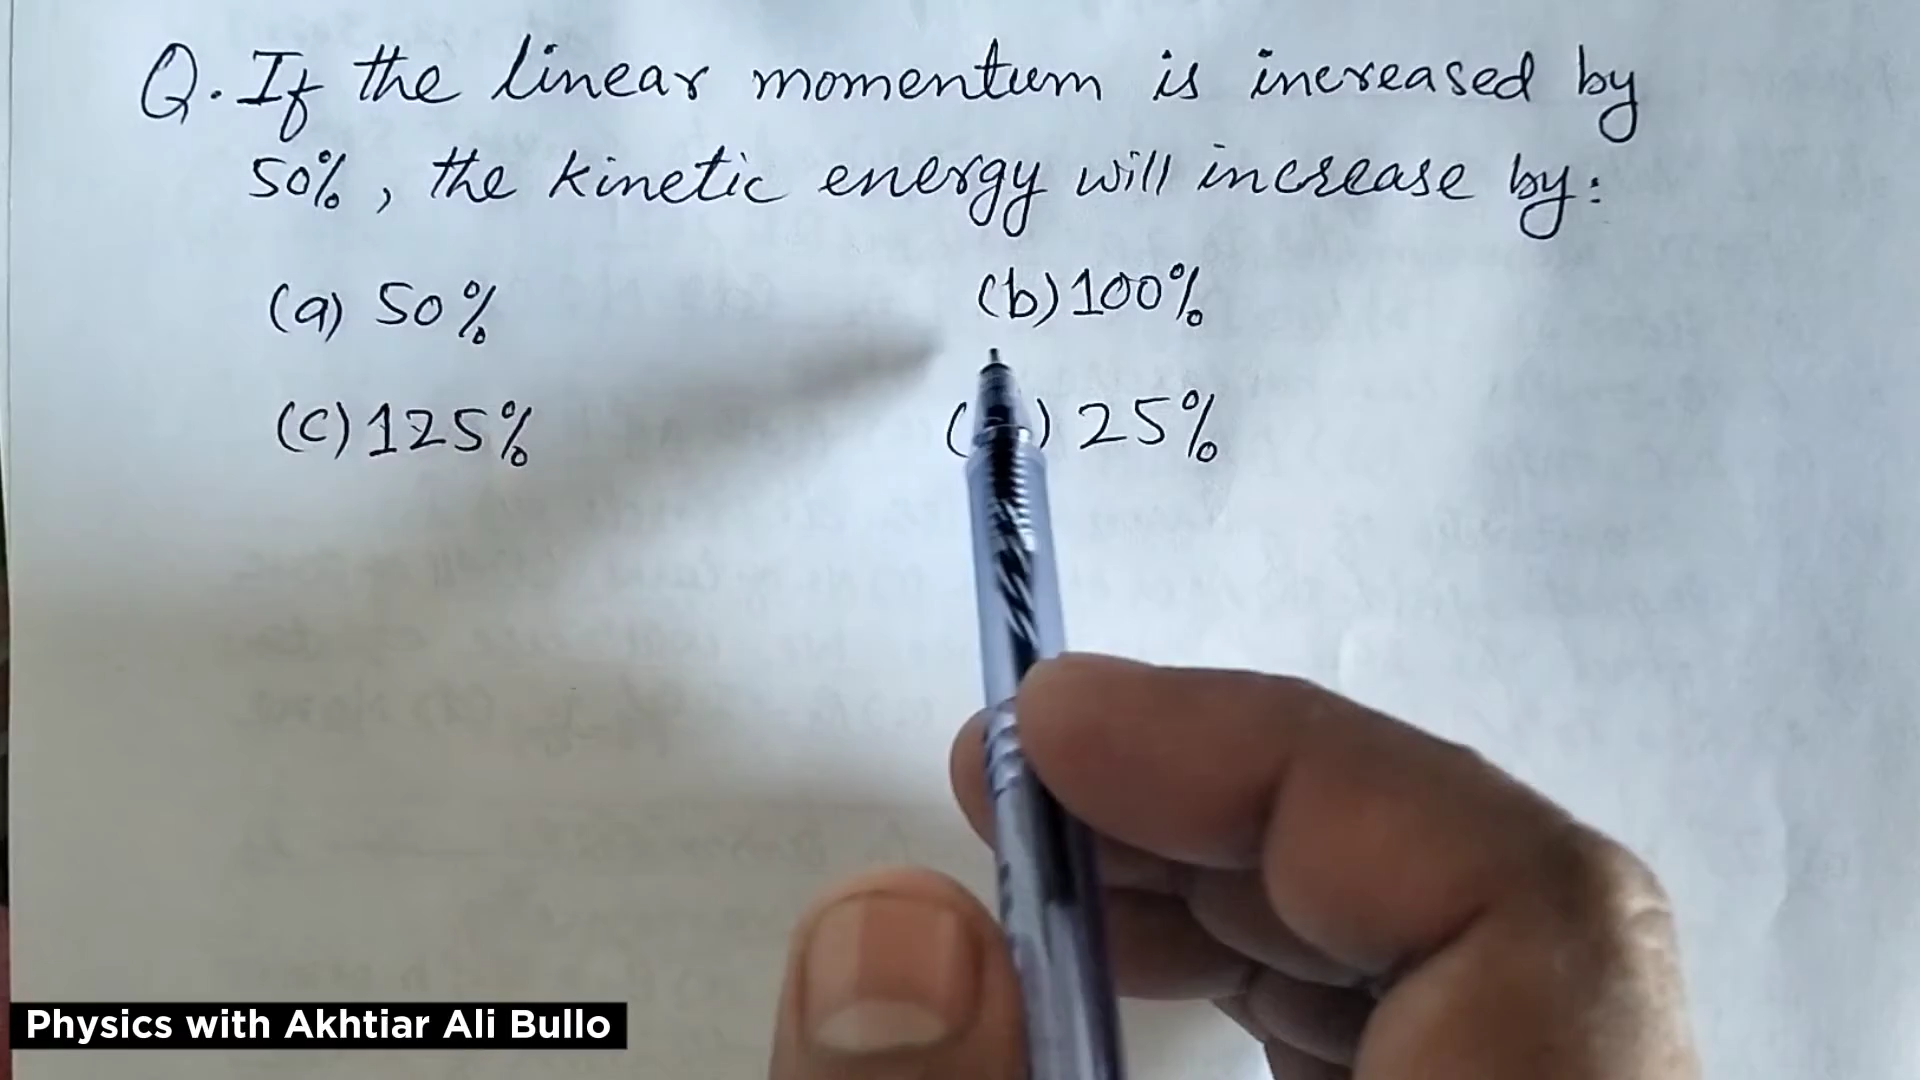 Q. If the linear momentum is increased by
50%, the kinetic energy will increase by:
(a) 50% (b) 100%
(c) 125% ( ) 25%
Physics with Akhtiar Ali Bullo